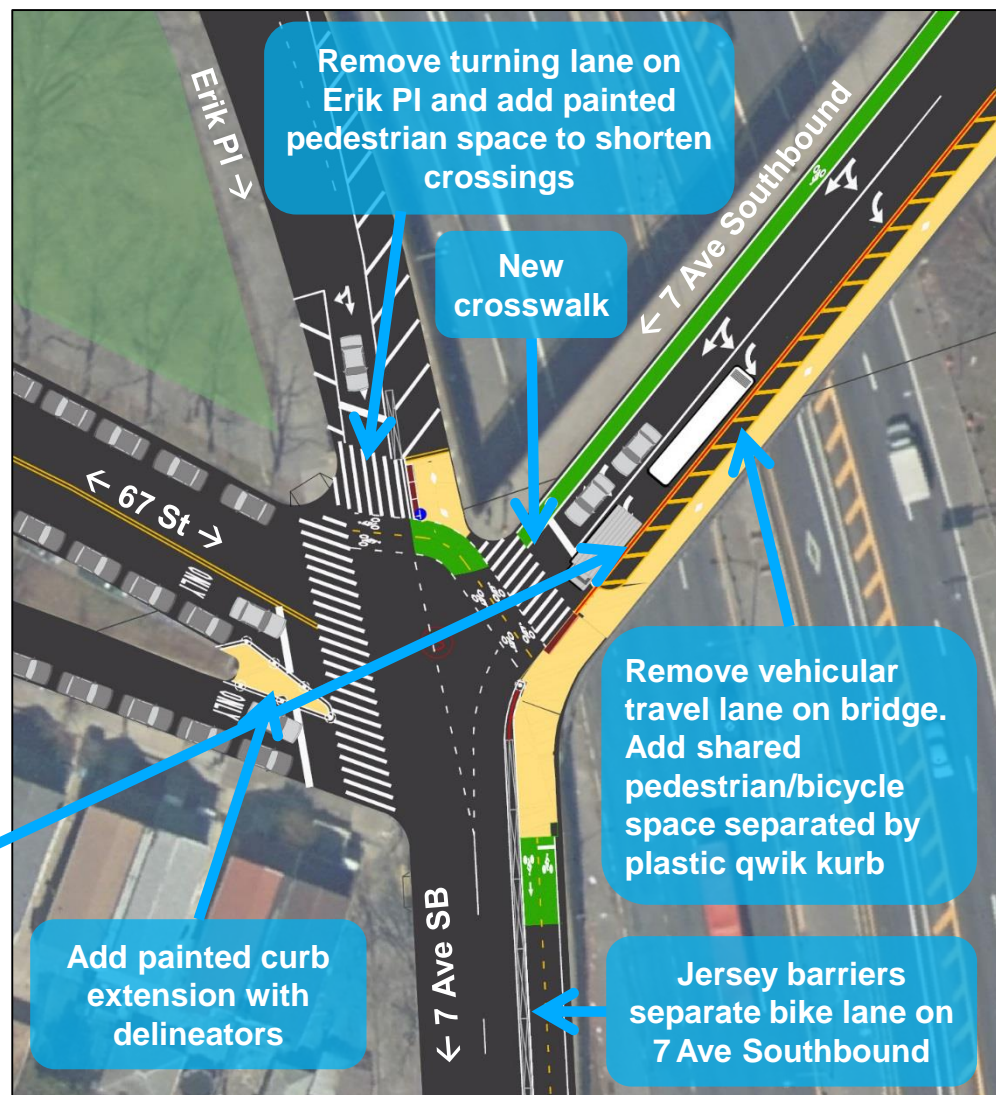 Remove turning lane on
Erik Pl and add painted
pedestrian space to shorten
crossings
Erik Pl →
← 7 Ave Southbound
New
crosswalk
← 67 St →
ONLY
ONLY
Remove vehicular
travel lane on bridge.
Add shared
pedestrian/bicycle
space separated by
plastic qwik kurb
← 7 Ave SB
Add painted curb
extension with
delineators
Jersey barriers
separate bike lane on
7 Ave Southbound